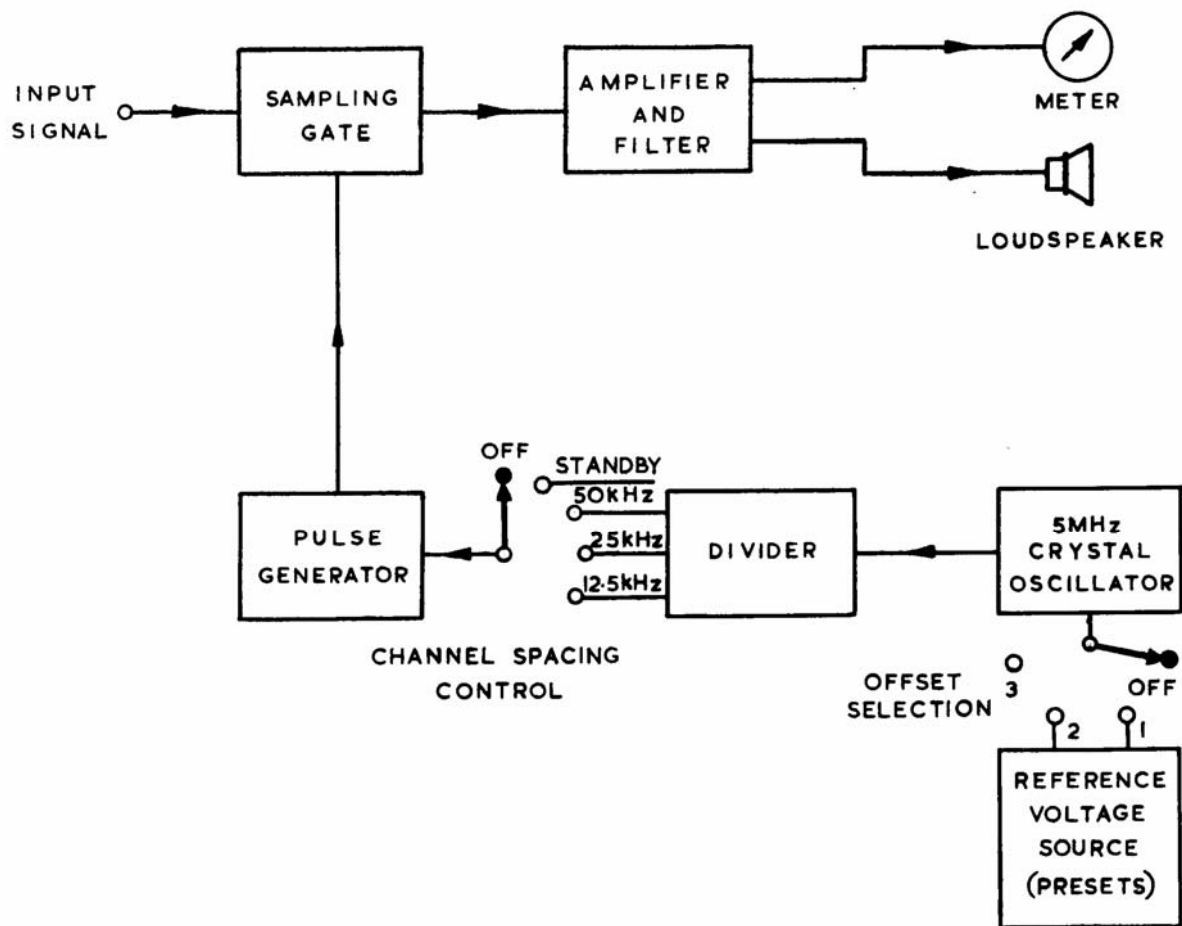 INPUT
SIGNAL
SAMPLING
GATE
AMPLIFIER
AND
FILTER
METER
LOUDSPEAKER
OFF
STANDBY
50kHz
25kHz
12·5kHz
PULSE
GENERATOR
DIVIDER
5MHz
CRYSTAL
OSCILLATOR
CHANNEL SPACING
CONTROL
OFFSET
SELECTION
3
OFF
2
1
REFERENCE
VOLTAGE
SOURCE
(PRESETS)